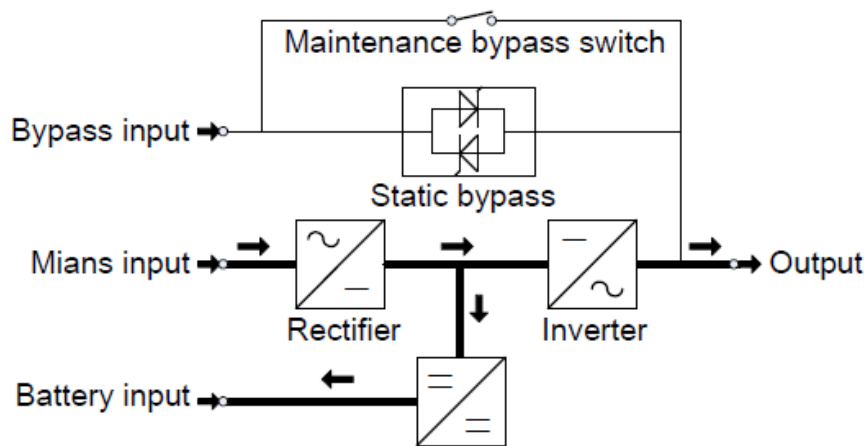 Maintenance bypass switch
Bypass input
Static bypass
Mians input
Output
Rectifier
Inverter
Battery input